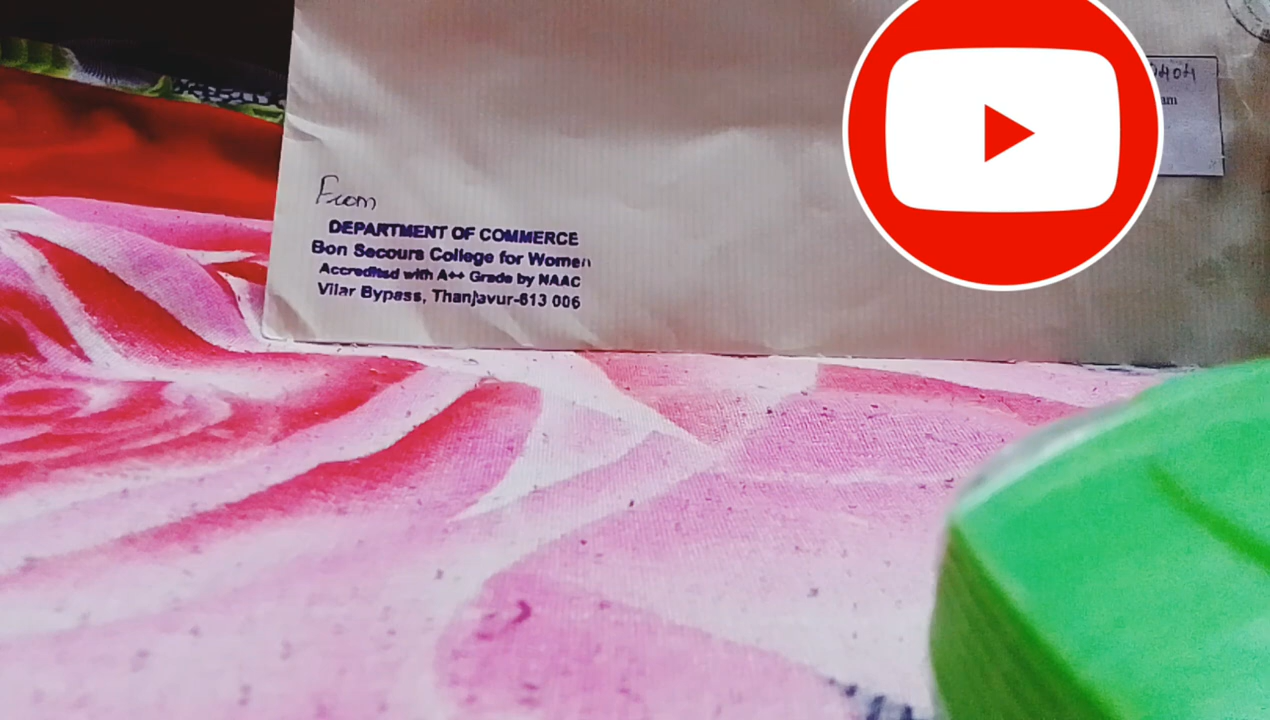 From
DEPARTMENT OF COMMERCE
Bon Secours College for Women
Accredited with A++ Grade by NAAC
Vilar Bypass, Thanjavur-613 006